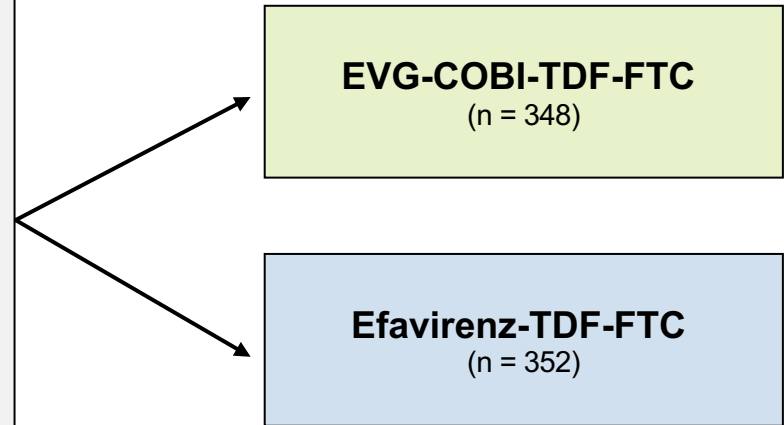 EVG-COBI-TDF-FTC
(n = 348)
Efavirenz-TDF-FTC
(n = 352)